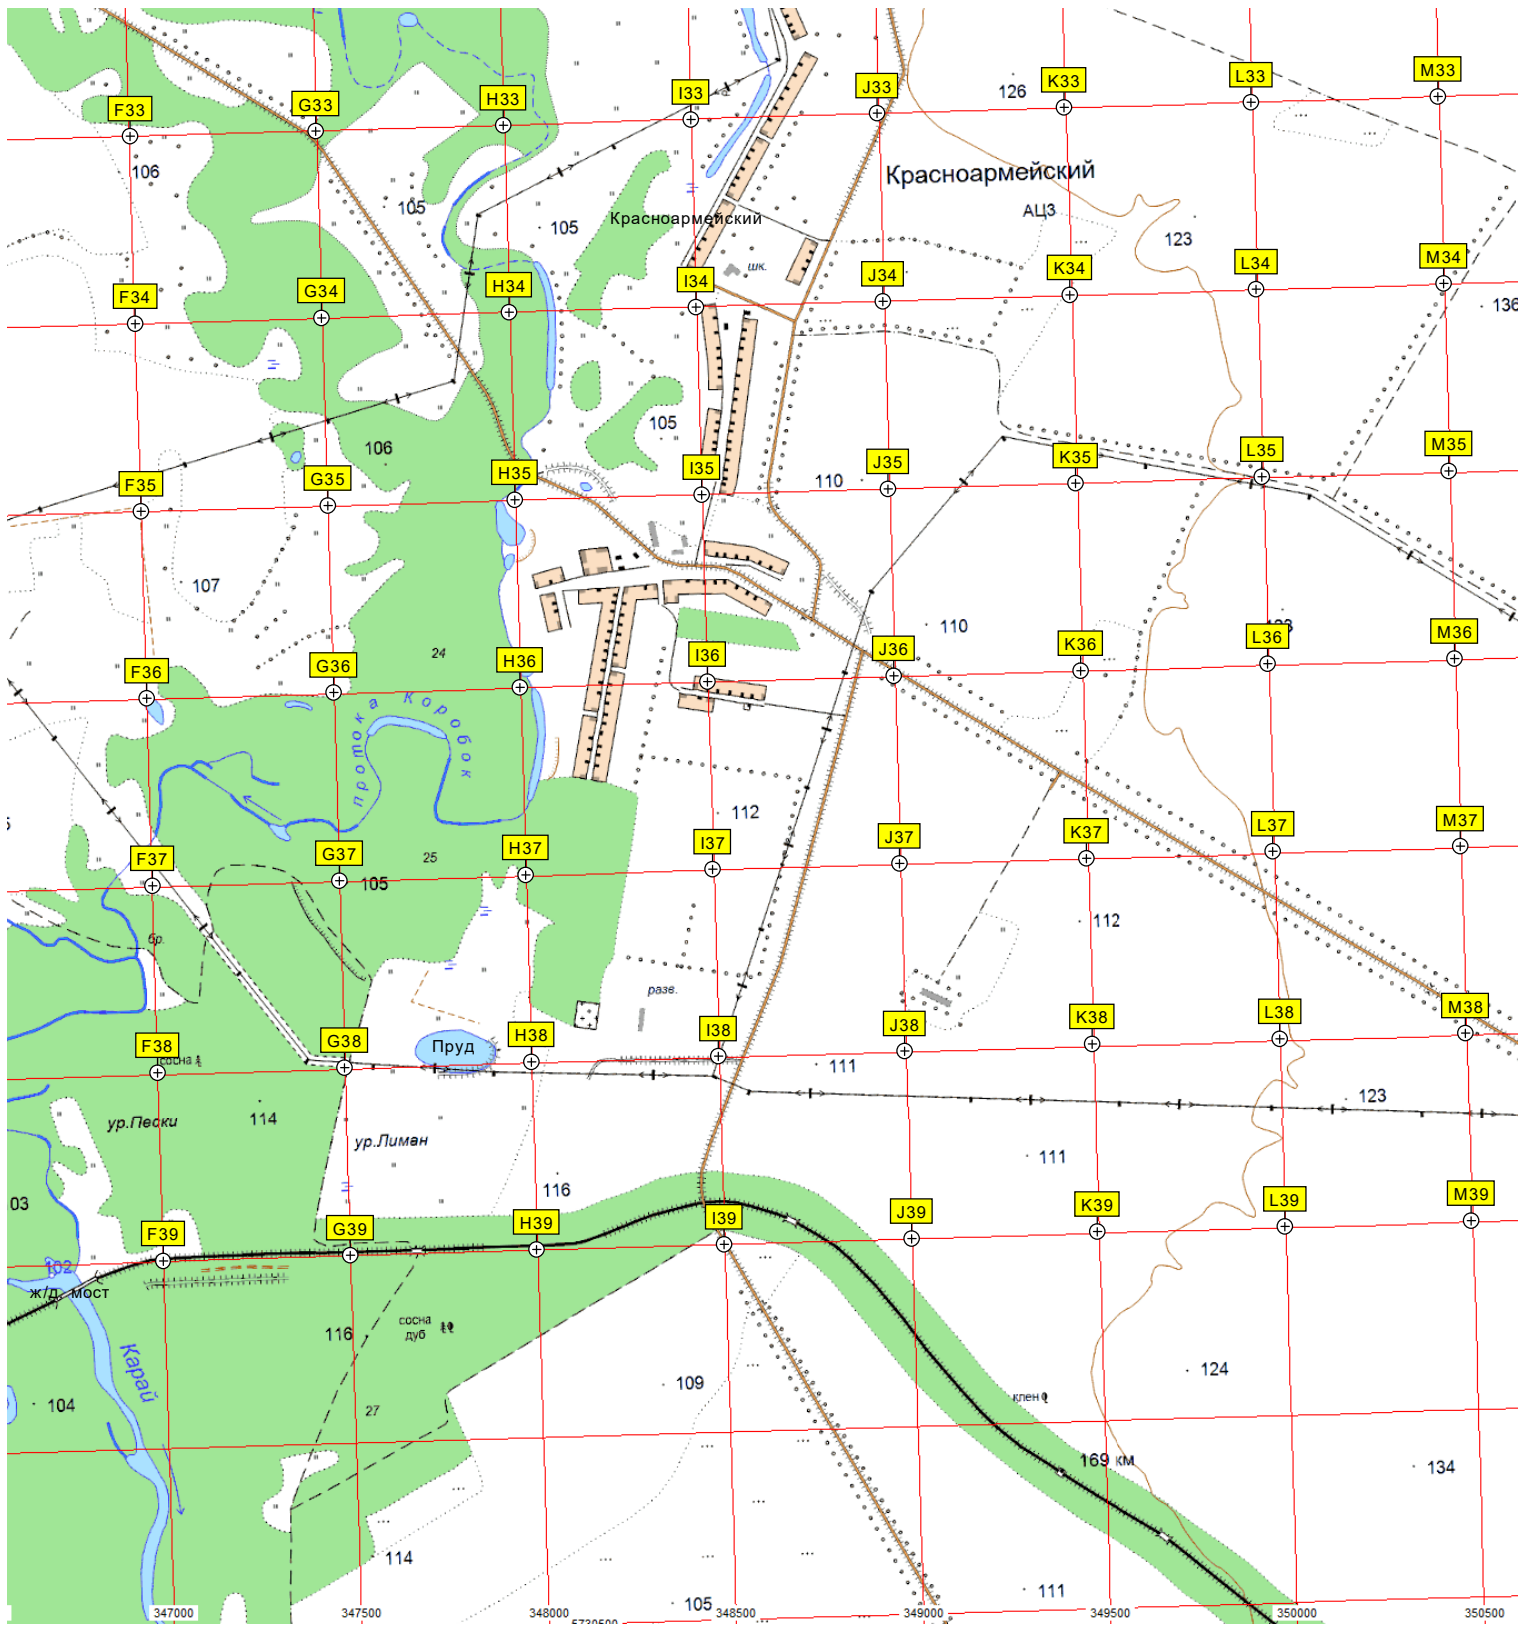 F33 G33 H33 I33 J33 K33 L33 M33
126
106
105
105
Красноармейский
Красноармейский
АЦЗ
123
шк.
F34 G34 H34 I34 J34 K34 L34 M34
136
106
105
110
F35 G35 H35 I35 J35 K35 L35 M35
107
110
24
F36 G36 H36 I36 J36 K36 L36 M36
протока Коробок
112
F37 G37 H37 I37 J37 K37 L37 M37
25
105
112
бр.
разв.
F38 G38 H38 I38 J38 K38 L38 M38
Пруд
сосна
111
123
114
ур.Пески
ур.Лиман
111
116
03
F39 G39 H39 I39 J39 K39 L39 M39
102
ж/д. мост
116
сосна
дуб
Карай
109
124
клен
104
27
169 км
134
114
111
105
347000 347500 348000 348500 349000 349500 350000 350500